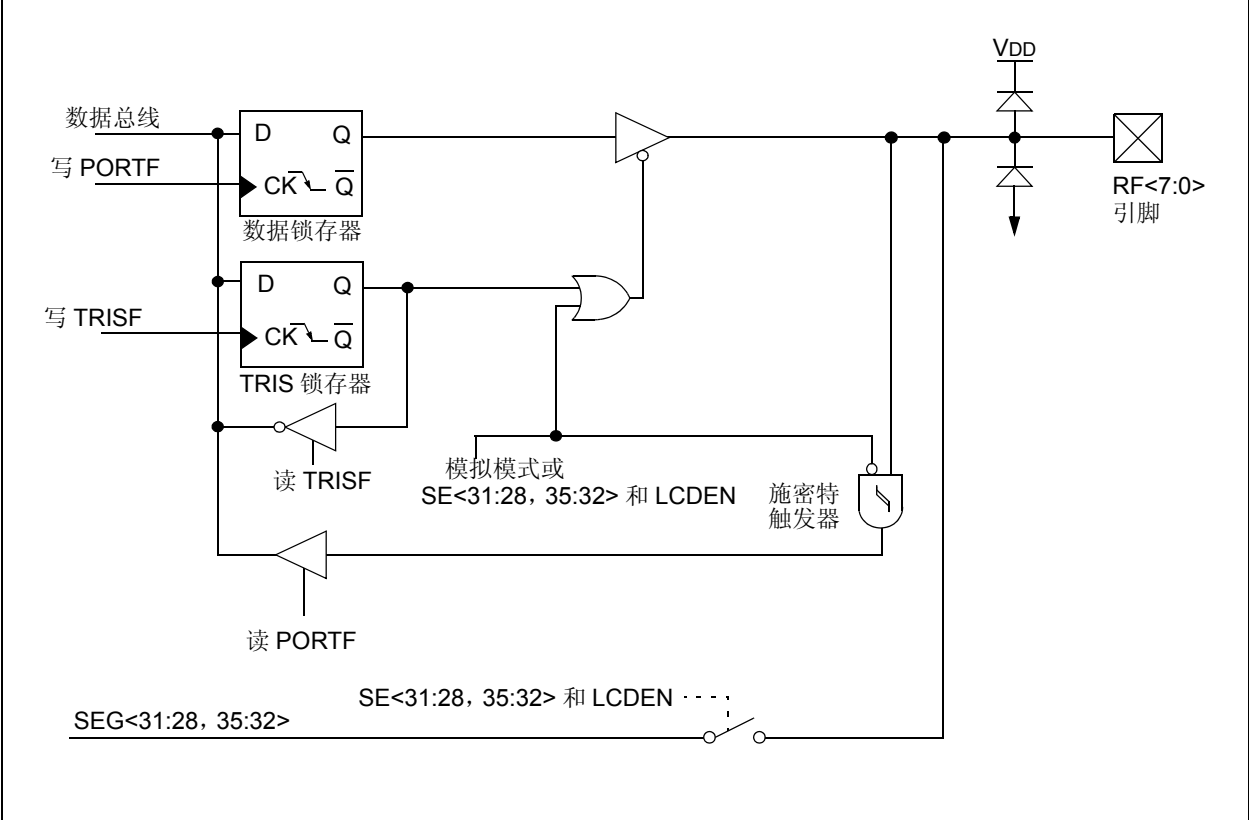 VDD
数据总线
D
Q
写 PORTF
CK
Q
RF<7:0>
引脚
数据锁存器
D
Q
写 TRISF
CK
Q
TRIS 锁存器
读 TRISF
模拟模式或
SE<31:28，35:32> 和 LCDEN
施密特
触发器
读 PORTF
SE<31:28，35:32> 和 LCDEN
SEG<31:28，35:32>